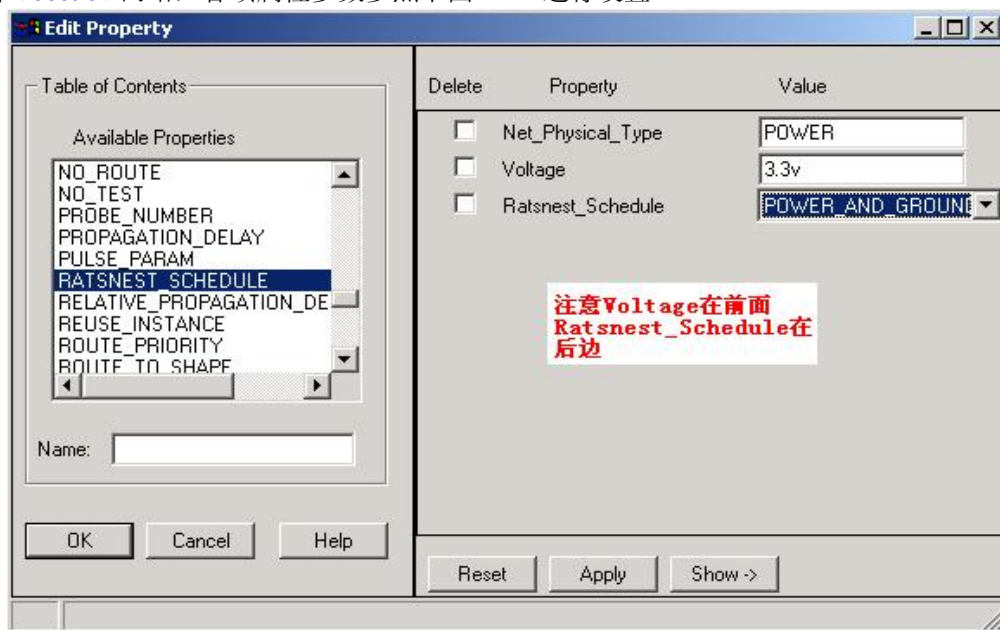 Edit Property
Table of Contents
Available Properties
NO_ROUTE
NO_TEST
PROBE_NUMBER
PROPAGATION_DELAY
PULSE_PARAM
RATSNEST_SCHEDULE
RELATIVE_PROPAGATION_DE
REUSE_INSTANCE
ROUTE_PRIORITY
ROUTE_TO_SHAPE
Name:
OK Cancel Help
Delete Property Value
Net_Physical_Type POWER
Voltage 3.3v
Ratsnest_Schedule POWER_AND_GROUND
注意Voltage在前面
Ratsnest_Schedule在
后边
Reset Apply Show ->